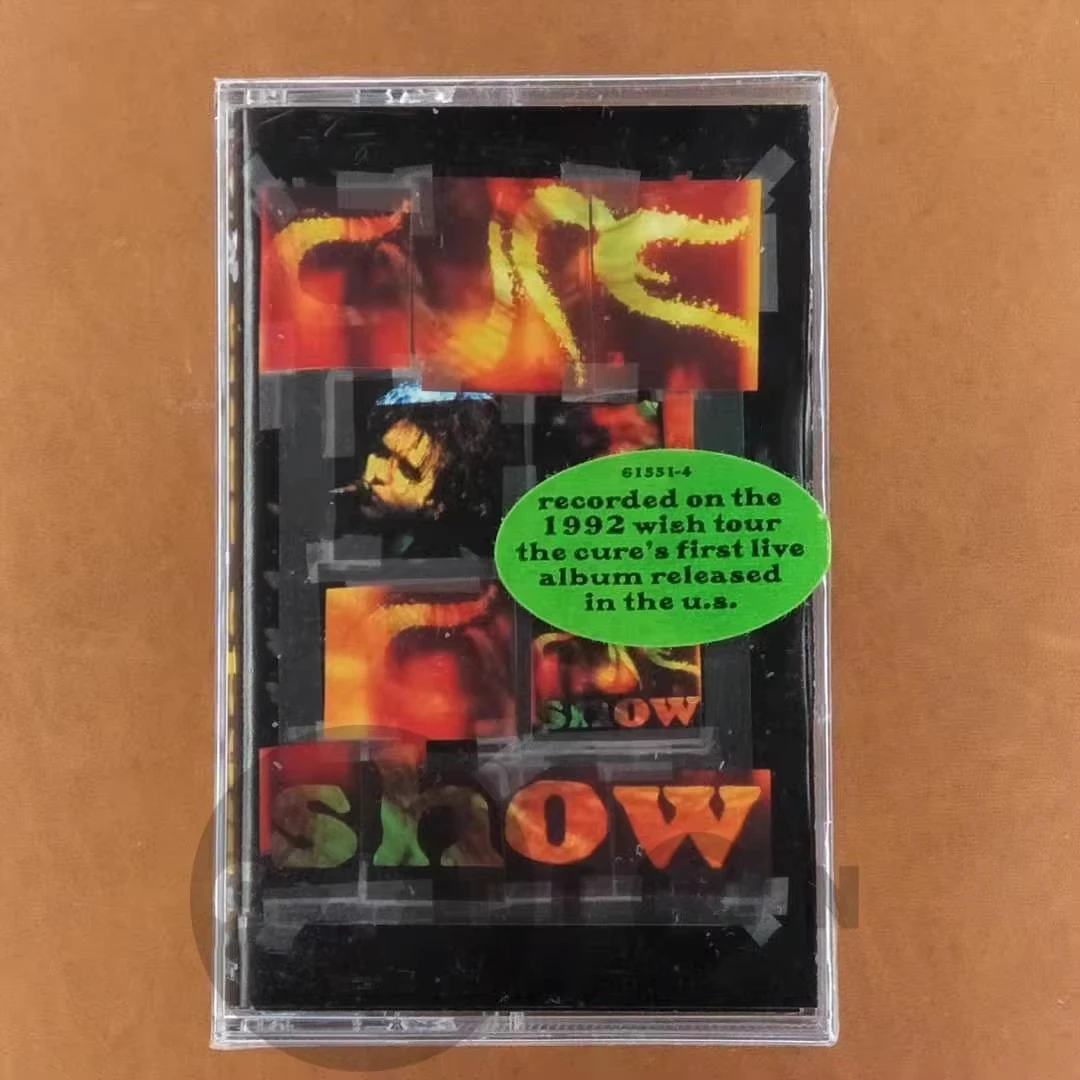 61551-4
recorded on the
1992 wish tour
the cure's first live
album released
in the u.s.
show
show